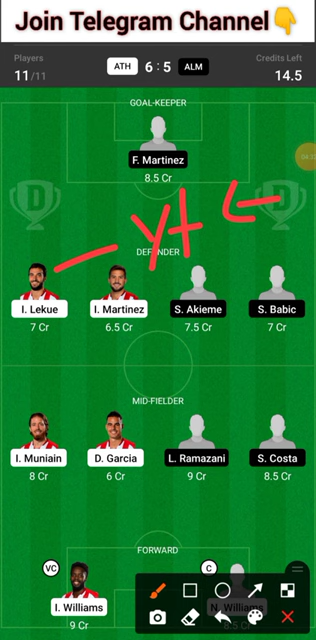 Join Telegram Channel👇
Players
11/11
ATH 6 : 5 ALM
Credits Left
14.5
GOAL-KEEPER
F. Martinez
8.5 Cr
yt
DEFENDER
I. Lekue I. Martinez S. Akieme S. Babic
7 Cr 6.5 Cr 7.5 Cr 7 Cr
MID-FIELDER
I. Muniain D. Garcia L. Ramazani S. Costa
8 Cr 6 Cr 9 Cr 8.5 Cr
FORWARD
VC C
I. Williams N. Williams
9 Cr